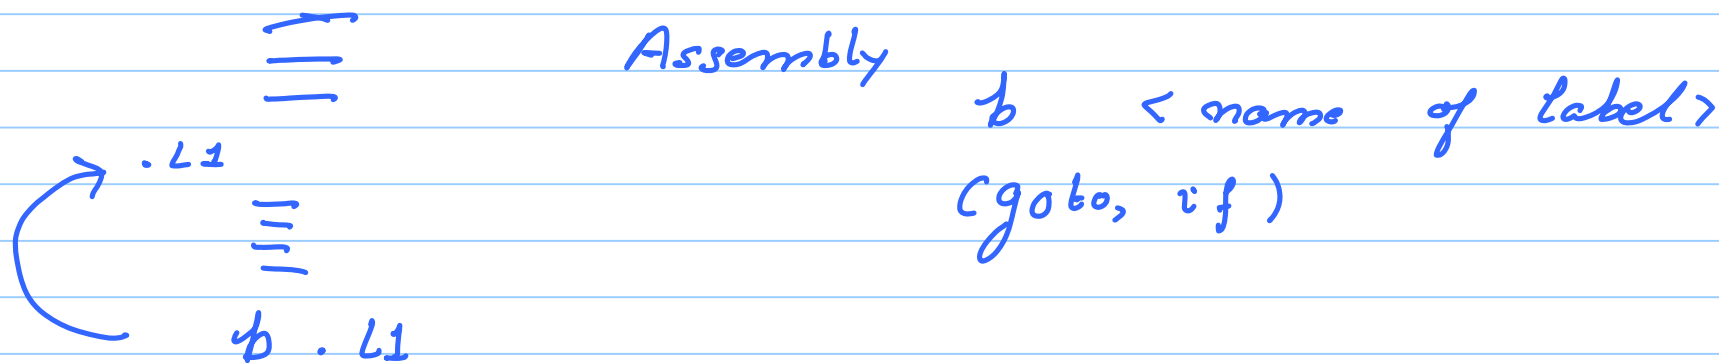 Assembly
b <name of label>
.L1
(goto, if)
b .L1